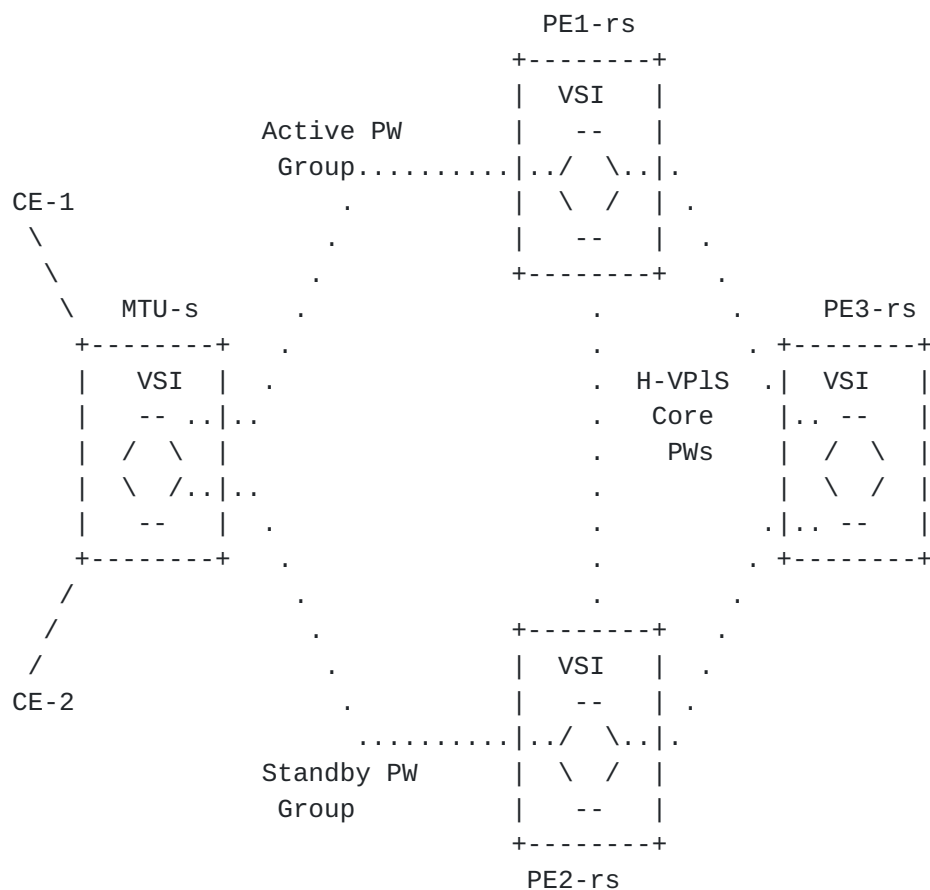 PE1-rs
VSI
Active PW
Group
CE-1
MTU-s
PE3-rs
VSI
H-VPlS
VSI
Core
PWs
VSI
CE-2
Standby PW
Group
PE2-rs